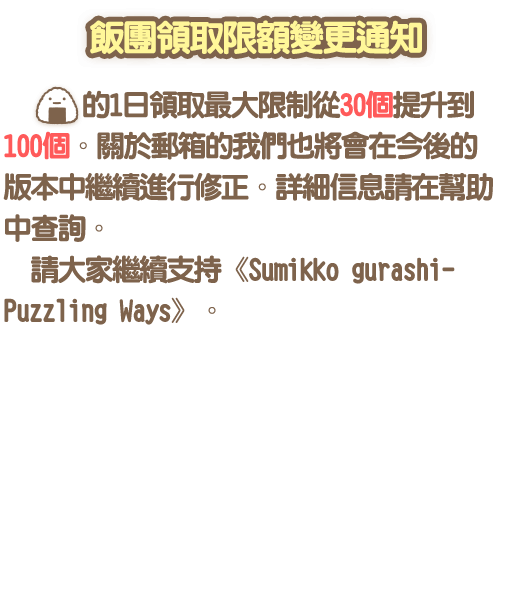 飯團領取限額變更通知
的1日領取最大限制從30個提升到
100個。關於郵箱的我們也將會在今後的
版本中繼續進行修正。詳細信息請在幫助
中查詢。
請大家繼續支持《Sumikko gurashi-
Puzzling Ways》。